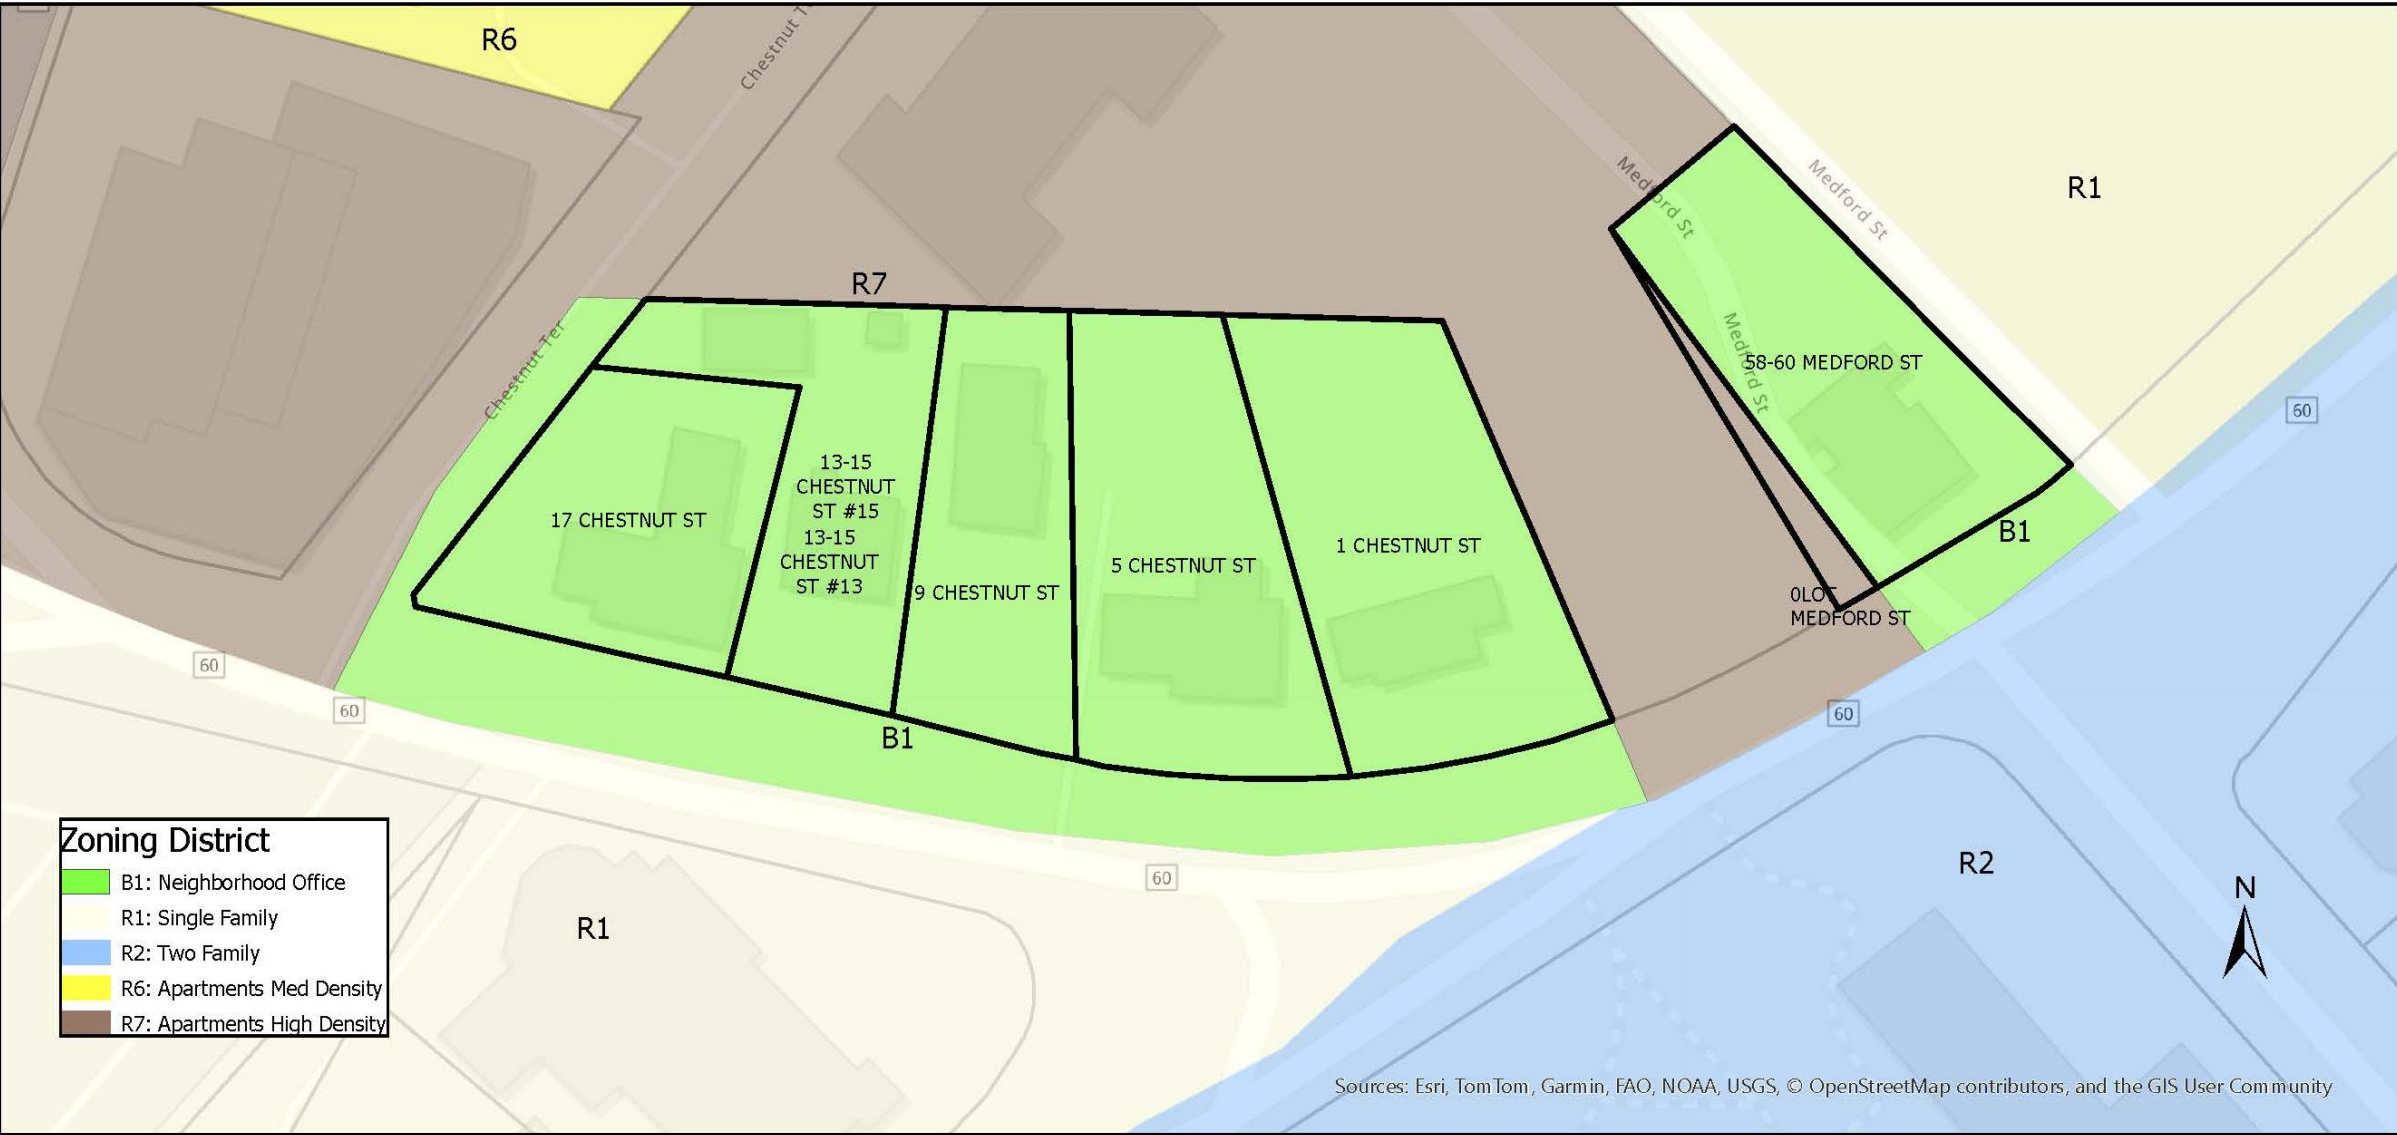 R6
Chestnut T
R1
Medford St
Medford St
R7
Chestnut Ter
Medford St
58-60 MEDFORD ST
60
13-15
CHESTNUT
ST #15
17 CHESTNUT ST
13-15
CHESTNUT
ST #13
B1
1 CHESTNUT ST
5 CHESTNUT ST
9 CHESTNUT ST
0LOT
MEDFORD ST
60
60
60
B1
60
R2
R1
N
Zoning District
B1: Neighborhood Office
R1: Single Family
R2: Two Family
R6: Apartments Med Density
R7: Apartments High Density
Sources: Esri, TomTom, Garmin, FAO, NOAA, USGS, © OpenStreetMap contributors, and the GIS User Community